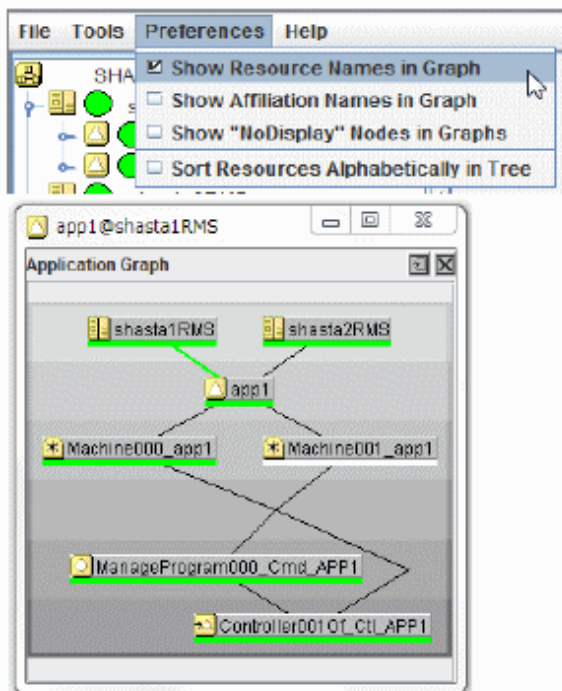 File Tools Preferences Help
SHA
Show Resource Names in Graph
s
Show Affiliation Names in Graph
Show "NoDisplay" Nodes in Graphs
Sort Resources Alphabetically in Tree
app1@shasta1RMS
Application Graph
shasta1RMS shasta2RMS
app1
Machine000_app1 Machine001_app1
ManageProgram000_Cmd_APP1
Controller001Of_Ctl_APP1